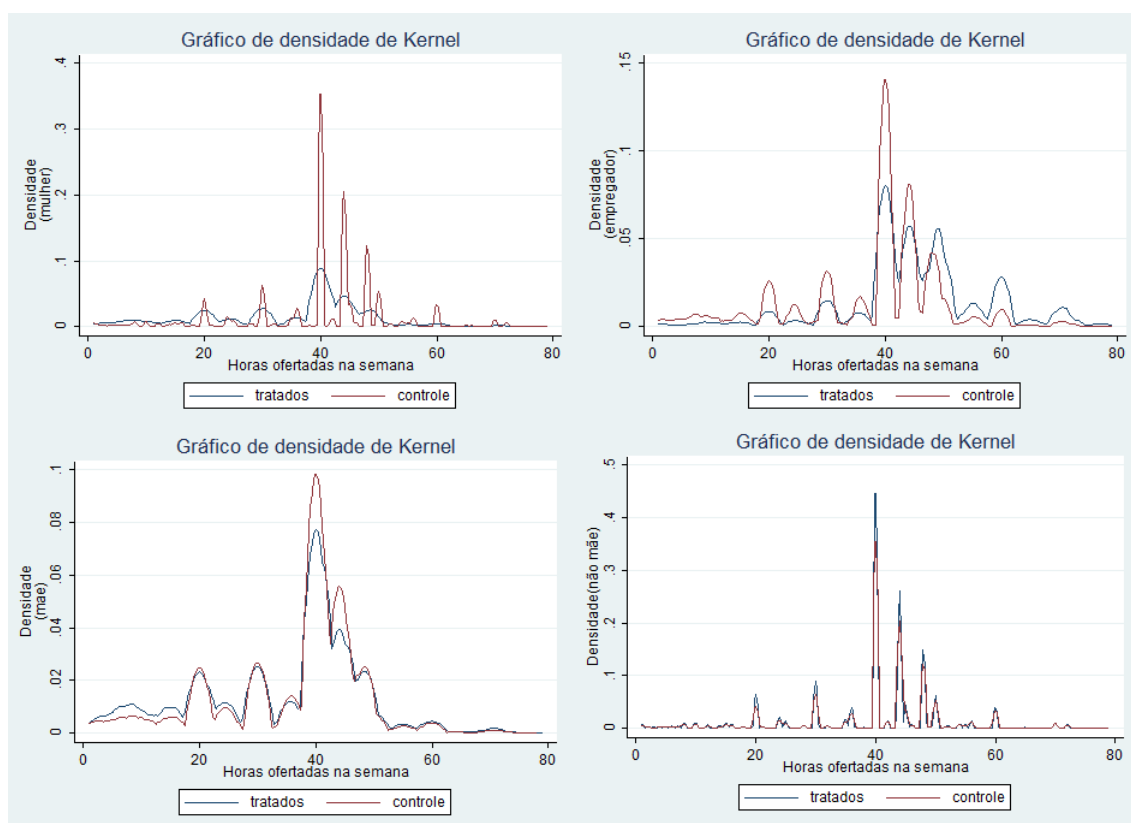 Gráfico de densidade de Kernel
Densidade
(mulher)
.4
.3
.2
.1
0
0 20 40 60 80
Horas ofertadas na semana
tratados controle
Gráfico de densidade de Kernel
Densidade
(empregador)
.15
.1
.05
0
0 20 40 60 80
Horas ofertadas na semana
tratados controle
Gráfico de densidade de Kernel
Densidade
(mae)
.1
.08
.06
.04
.02
0
0 20 40 60 80
Horas ofertadas na semana
tratados controle
Gráfico de densidade de Kernel
Densidade(não mãe)
.5
.4
.3
.2
.1
0
0 20 40 60 80
Horas ofertadas na semana
tratados controle